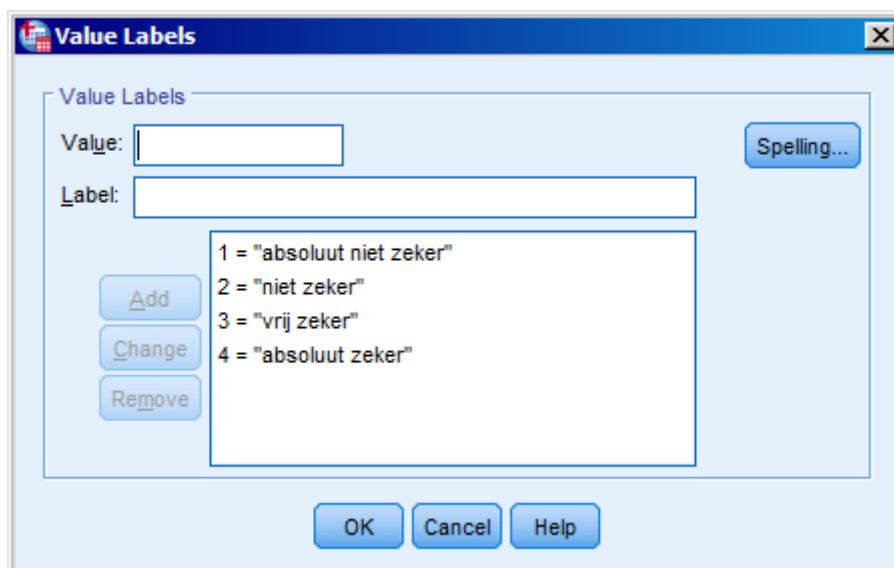 Value Labels
Value Labels
Value:
Spelling...
Label:
1 = "absoluut niet zeker"
2 = "niet zeker"
3 = "vrij zeker"
4 = "absoluut zeker"
Add
Change
Remove
OK Cancel Help